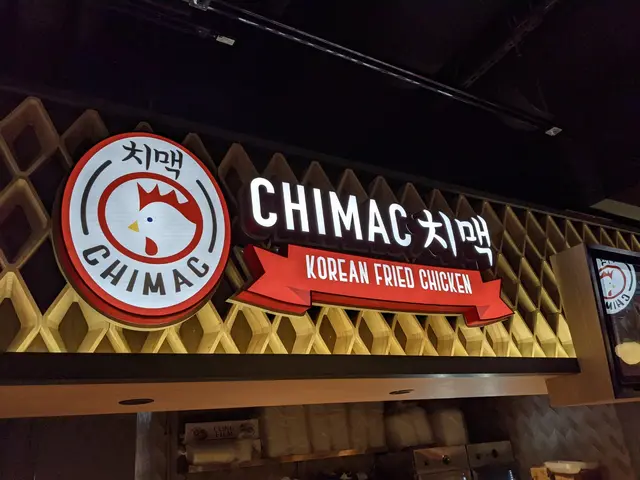 치맥
CHIMAC
CHIMAC 치맥
KOREAN FRIED CHICKEN